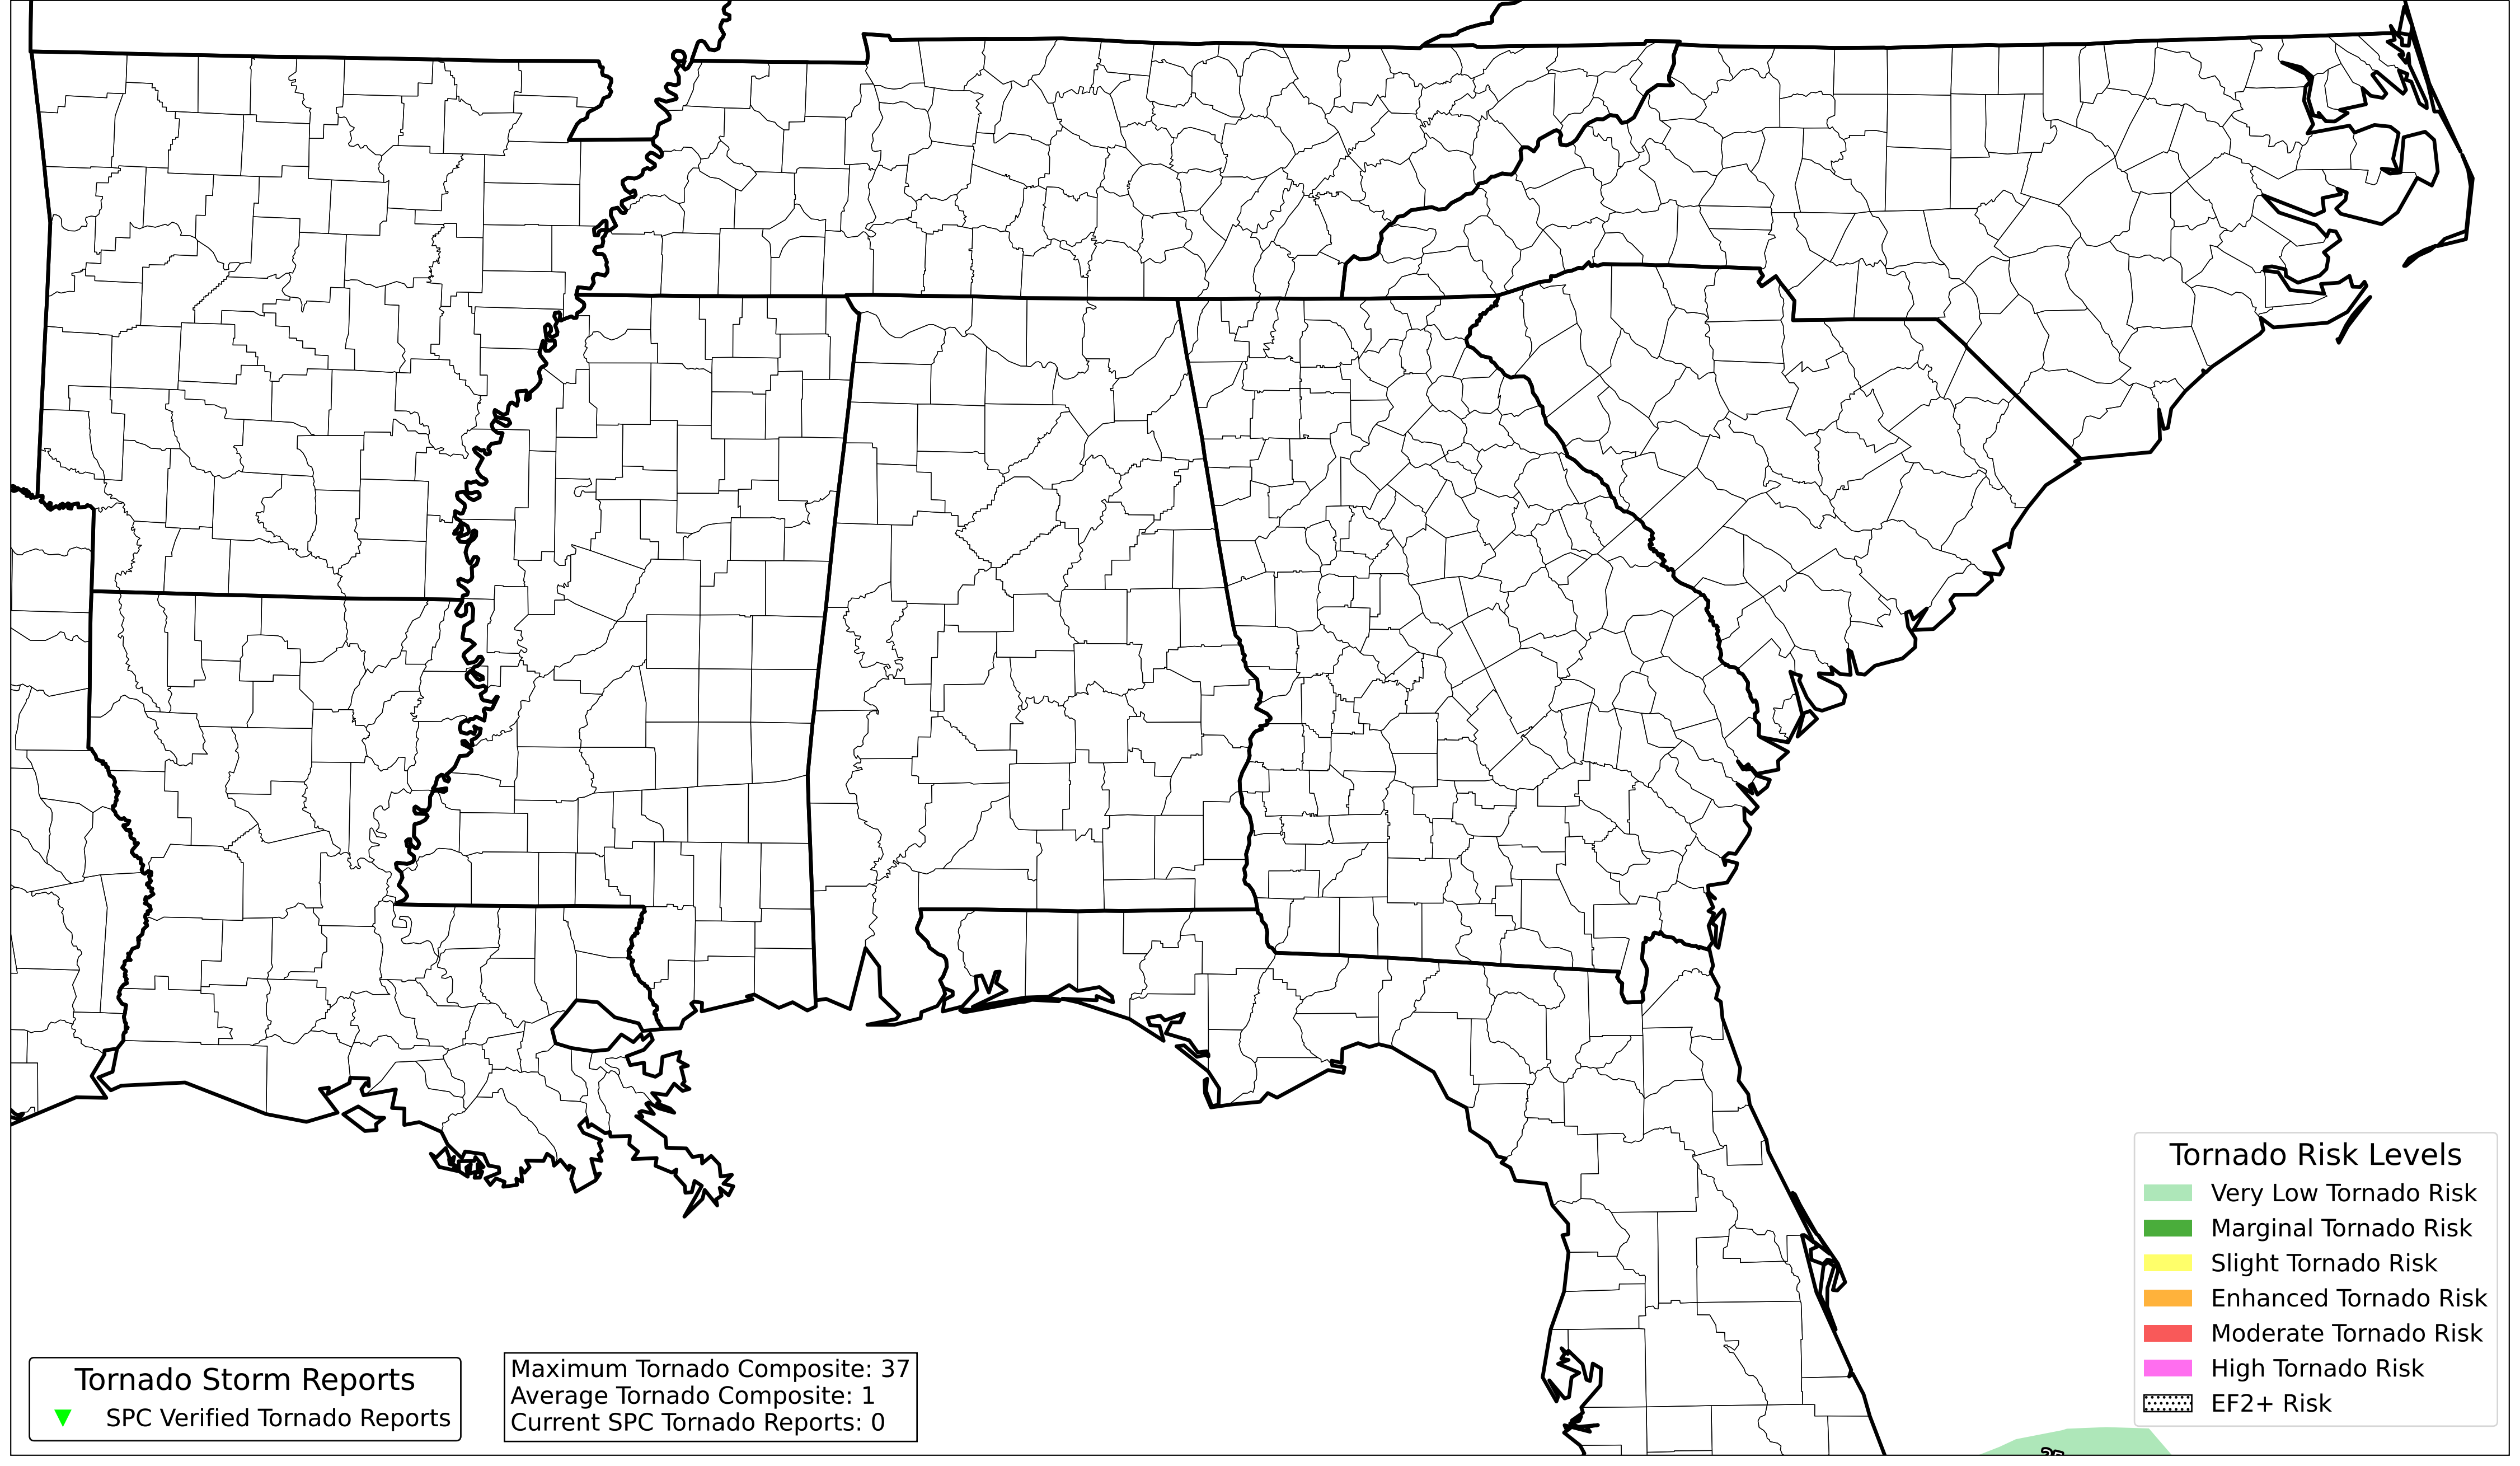 Tornado Risk Levels
Very Low Tornado Risk
Marginal Tornado Risk
Slight Tornado Risk
Enhanced Tornado Risk
Moderate Tornado Risk
High Tornado Risk
EF2+ Risk
Tornado Storm Reports
SPC Verified Tornado Reports
Maximum Tornado Composite: 37
Average Tornado Composite: 1
Current SPC Tornado Reports: 0